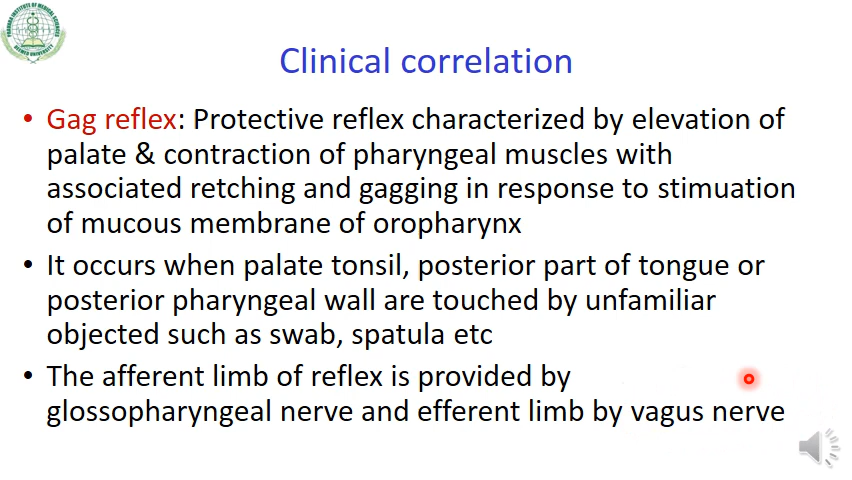 Clinical correlation
• Gag reflex: Protective reflex characterized by elevation of
palate & contraction of pharyngeal muscles with
associated retching and gagging in response to stimuation
of mucous membrane of oropharynx
• It occurs when palate tonsil, posterior part of tongue or
posterior pharyngeal wall are touched by unfamiliar
objected such as swab, spatula etc
• The afferent limb of reflex is provided by
glossopharyngeal nerve and efferent limb by vagus nerve